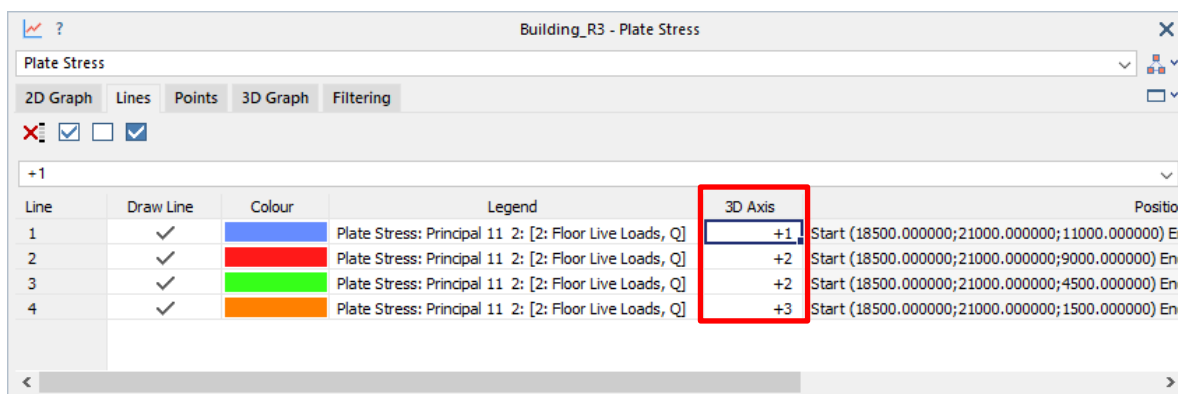 ? Building_R3 - Plate Stress
Plate Stress
2D Graph Lines Points 3D Graph Filtering
+1
Line Draw Line Colour Legend 3D Axis Positio
1 Plate Stress: Principal 11 2: [2: Floor Live Loads, Q] +1 Start (18500.000000;21000.000000;11000.000000) E
2 Plate Stress: Principal 11 2: [2: Floor Live Loads, Q] +2 Start (18500.000000;21000.000000;9000.000000) En
3 Plate Stress: Principal 11 2: [2: Floor Live Loads, Q] +2 Start (18500.000000;21000.000000;4500.000000) En
4 Plate Stress: Principal 11 2: [2: Floor Live Loads, Q] +3 Start (18500.000000;21000.000000;1500.000000) En